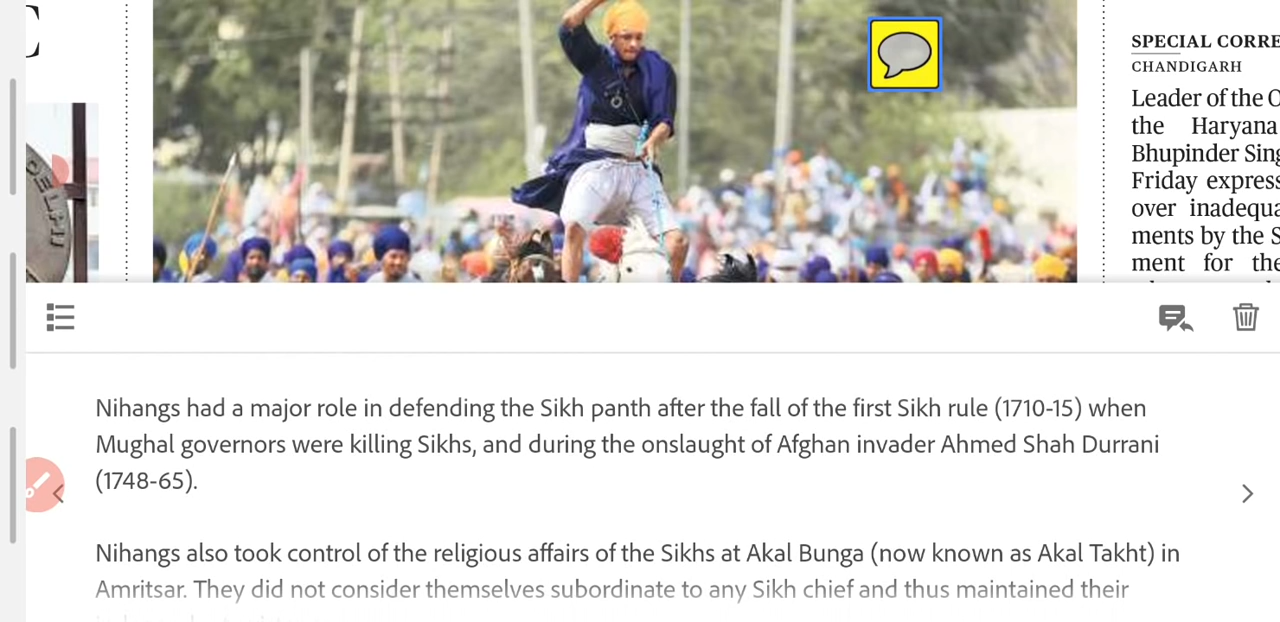 DELHI
SPECIAL CORRE
CHANDIGARH
Leader of the O
the Haryana
Bhupinder Sing
Friday express
over inadequa
ments by the S
ment for the
Nihangs had a major role in defending the Sikh panth after the fall of the first Sikh rule (1710-15) when
Mughal governors were killing Sikhs, and during the onslaught of Afghan invader Ahmed Shah Durrani
(1748-65).
Nihangs also took control of the religious affairs of the Sikhs at Akal Bunga (now known as Akal Takht) in
Amritsar. They did not consider themselves subordinate to any Sikh chief and thus maintained their